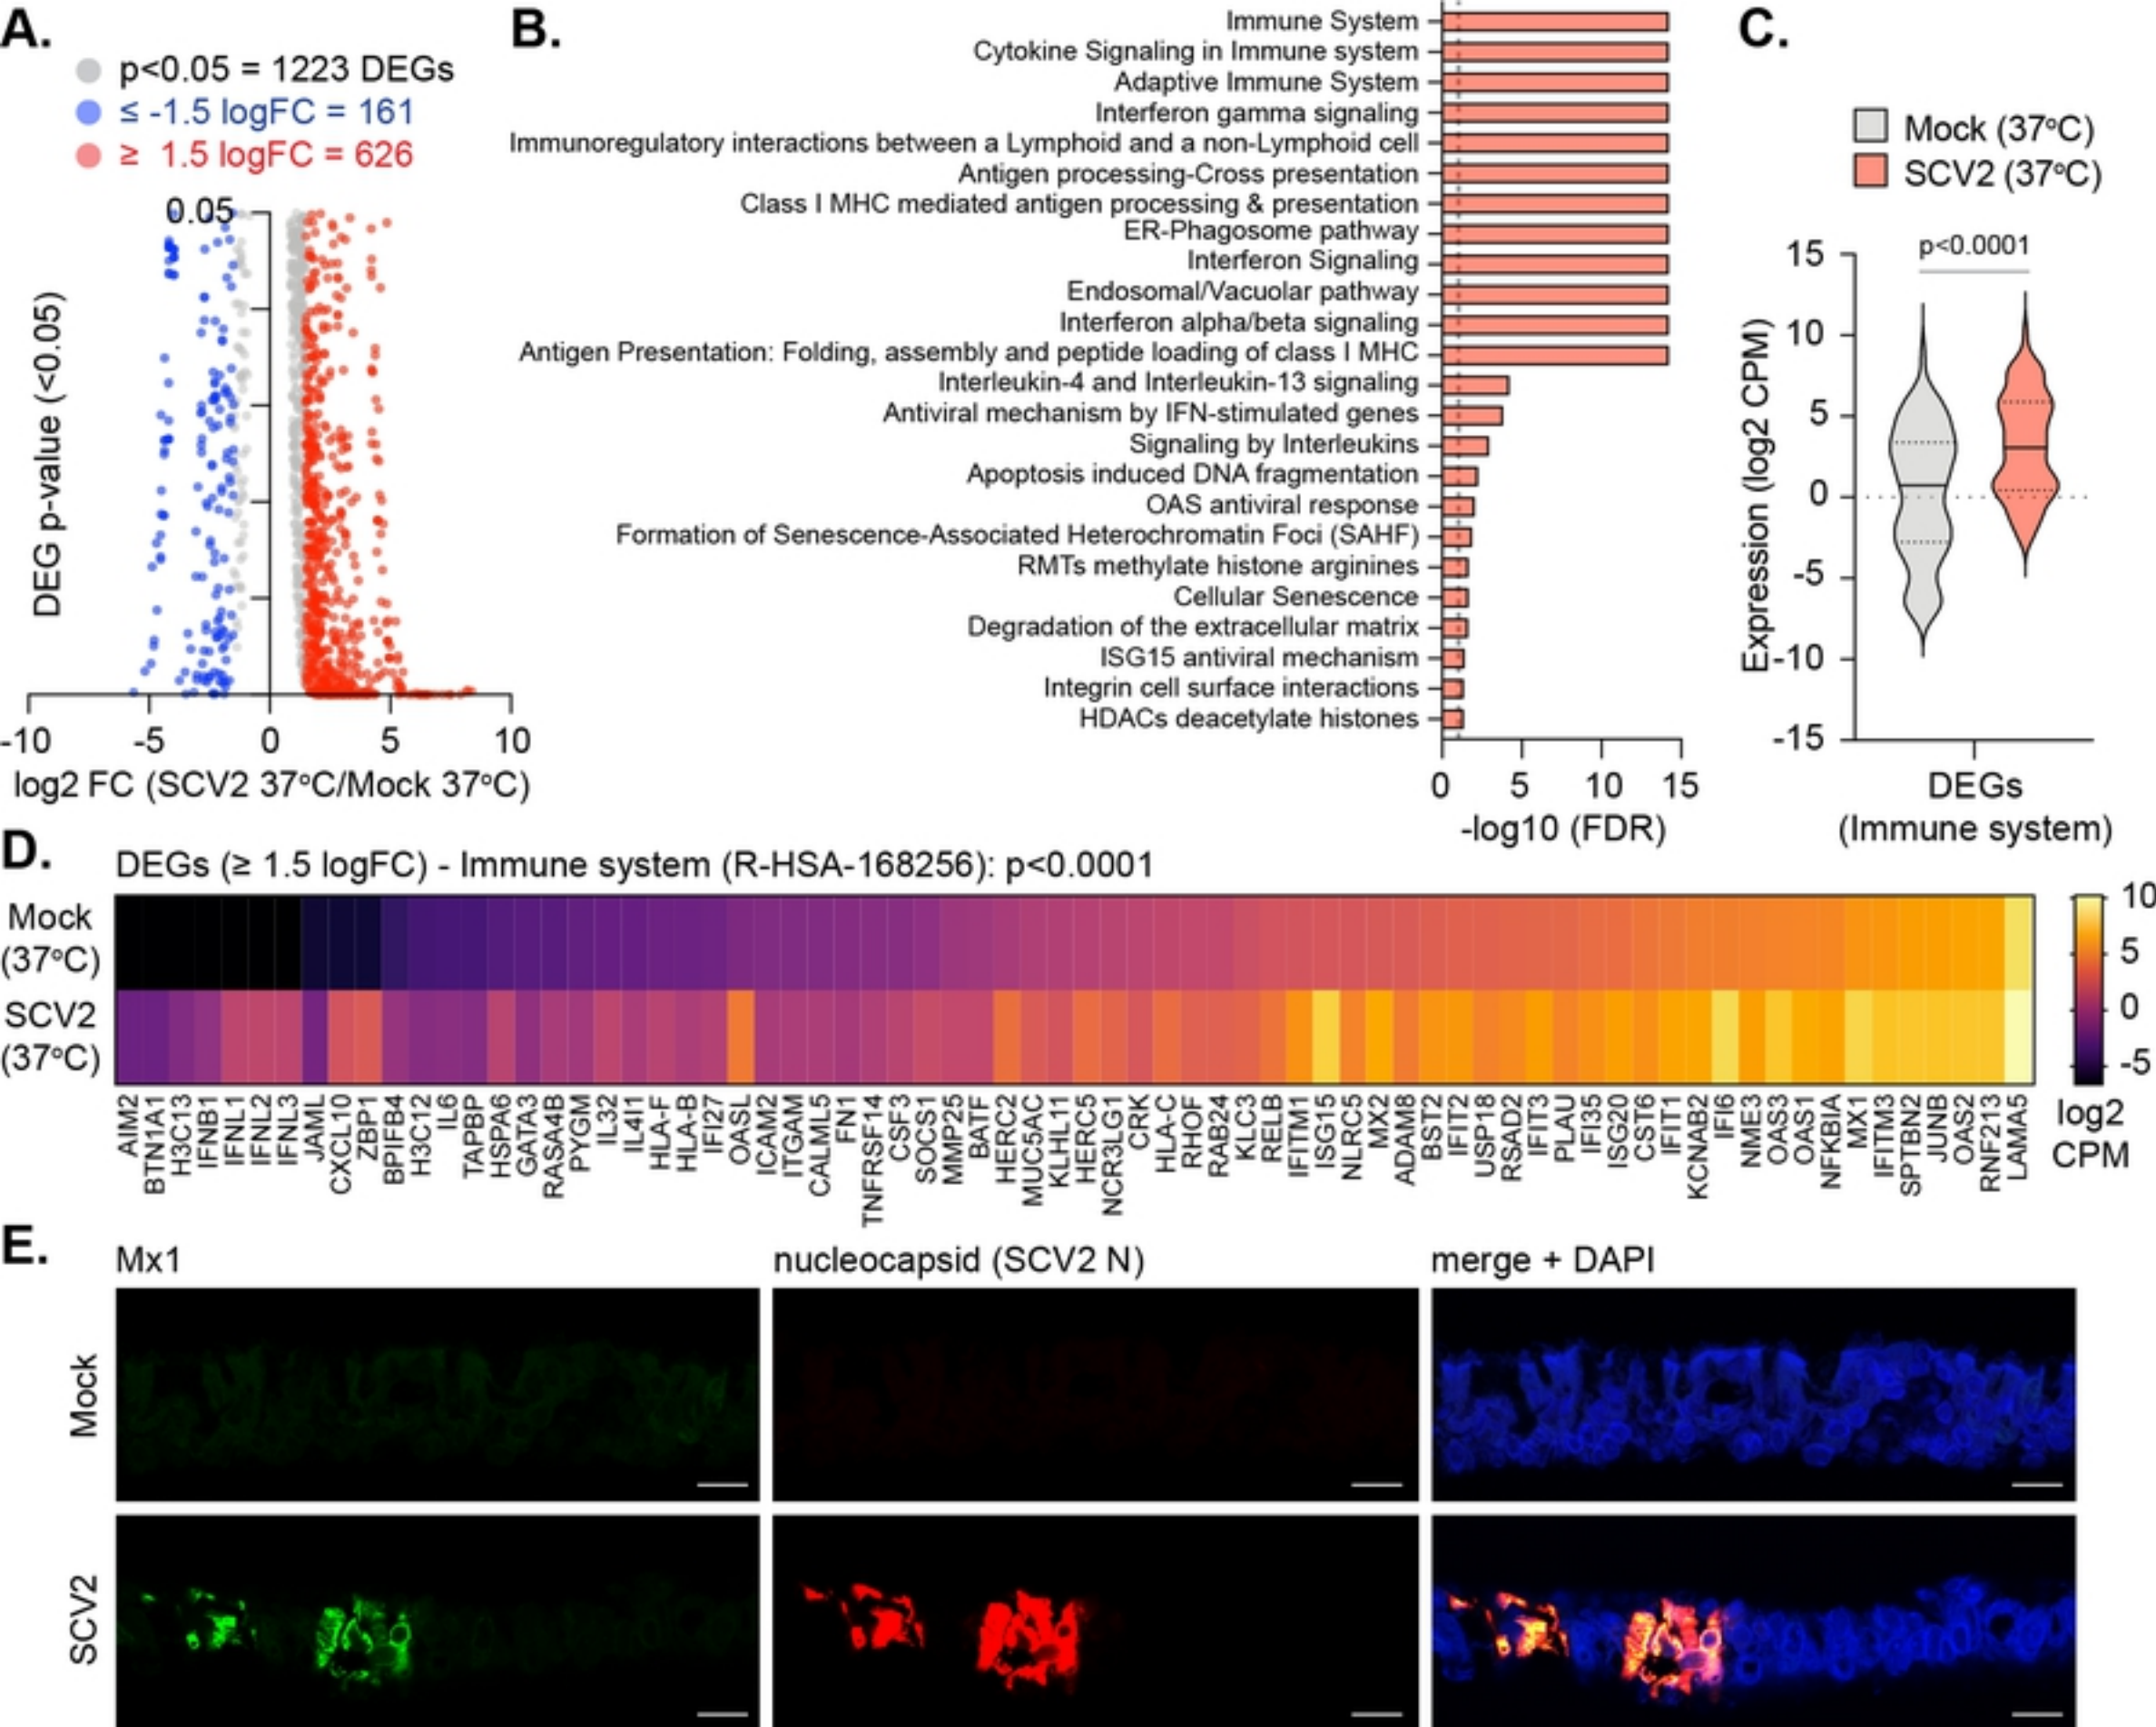 A.
p<0.05 = 1223 DEGs
≤ -1.5 logFC = 161
≥ 1.5 logFC = 626
0.05
DEG p-value (<0.05)
-10 -5 0 5 10
log2 FC (SCV2 37ºC/Mock 37ºC)
B.
Immune System
Cytokine Signaling in Immune system
Adaptive Immune System
Interferon gamma signaling
Immunoregulatory interactions between a Lymphoid and a non-Lymphoid cell
Antigen processing-Cross presentation
Class I MHC mediated antigen processing & presentation
ER-Phagosome pathway
Interferon Signaling
Endosomal/Vacuolar pathway
Interferon alpha/beta signaling
Antigen Presentation: Folding, assembly and peptide loading of class I MHC
Interleukin-4 and Interleukin-13 signaling
Antiviral mechanism by IFN-stimulated genes
Signaling by Interleukins
Apoptosis induced DNA fragmentation
OAS antiviral response
Formation of Senescence-Associated Heterochromatin Foci (SAHF)
RMTs methylate histone arginines
Cellular Senescence
Degradation of the extracellular matrix
ISG15 antiviral mechanism
Integrin cell surface interactions
HDACs deacetylate histones
0 5 10 15
-log10 (FDR)
C.
Mock (37ºC)
SCV2 (37ºC)
p<0.0001
15
10
5
0
-5
-10
-15
Expression (log2 CPM)
DEGs
(Immune system)
D.
DEGs (≥ 1.5 logFC) - Immune system (R-HSA-168256): p<0.0001
Mock
(37ºC)
SCV2
(37ºC)
AIM2
BTN1A1
H3C13
IFNB1
IFNL1
IFNL2
IFNL3
JAML
CXCL10
ZBP1
BPIFB4
H3C12
IL6
TAPBP
HSPA6
GATA3
RASA4B
PYGM
IL32
IL4I1
HLA-F
HLA-B
IFI27
OASL
ICAM2
ITGAM
CALML5
FN1
TNFRSF14
CSF3
SOCS1
MMP25
BATF
HERC2
MUC5AC
KLHL11
HERC5
NCR3LG1
CRK
HLA-C
RHOF
RAB24
KLC3
RELB
IFITM1
ISG15
NLRC5
MX2
ADAM8
BST2
IFIT2
USP18
RSAD2
IFIT3
PLAU
IFI35
ISG20
CST6
IFIT1
KCNAB2
IFI6
NME3
OAS3
OAS1
NFKBIA
MX1
IFITM3
SPTBN2
JUNB
OAS2
RNF213
LAMA5
10
5
0
-5
log2
CPM
E.
Mx1
nucleocapsid (SCV2 N)
merge + DAPI
Mock
SCV2